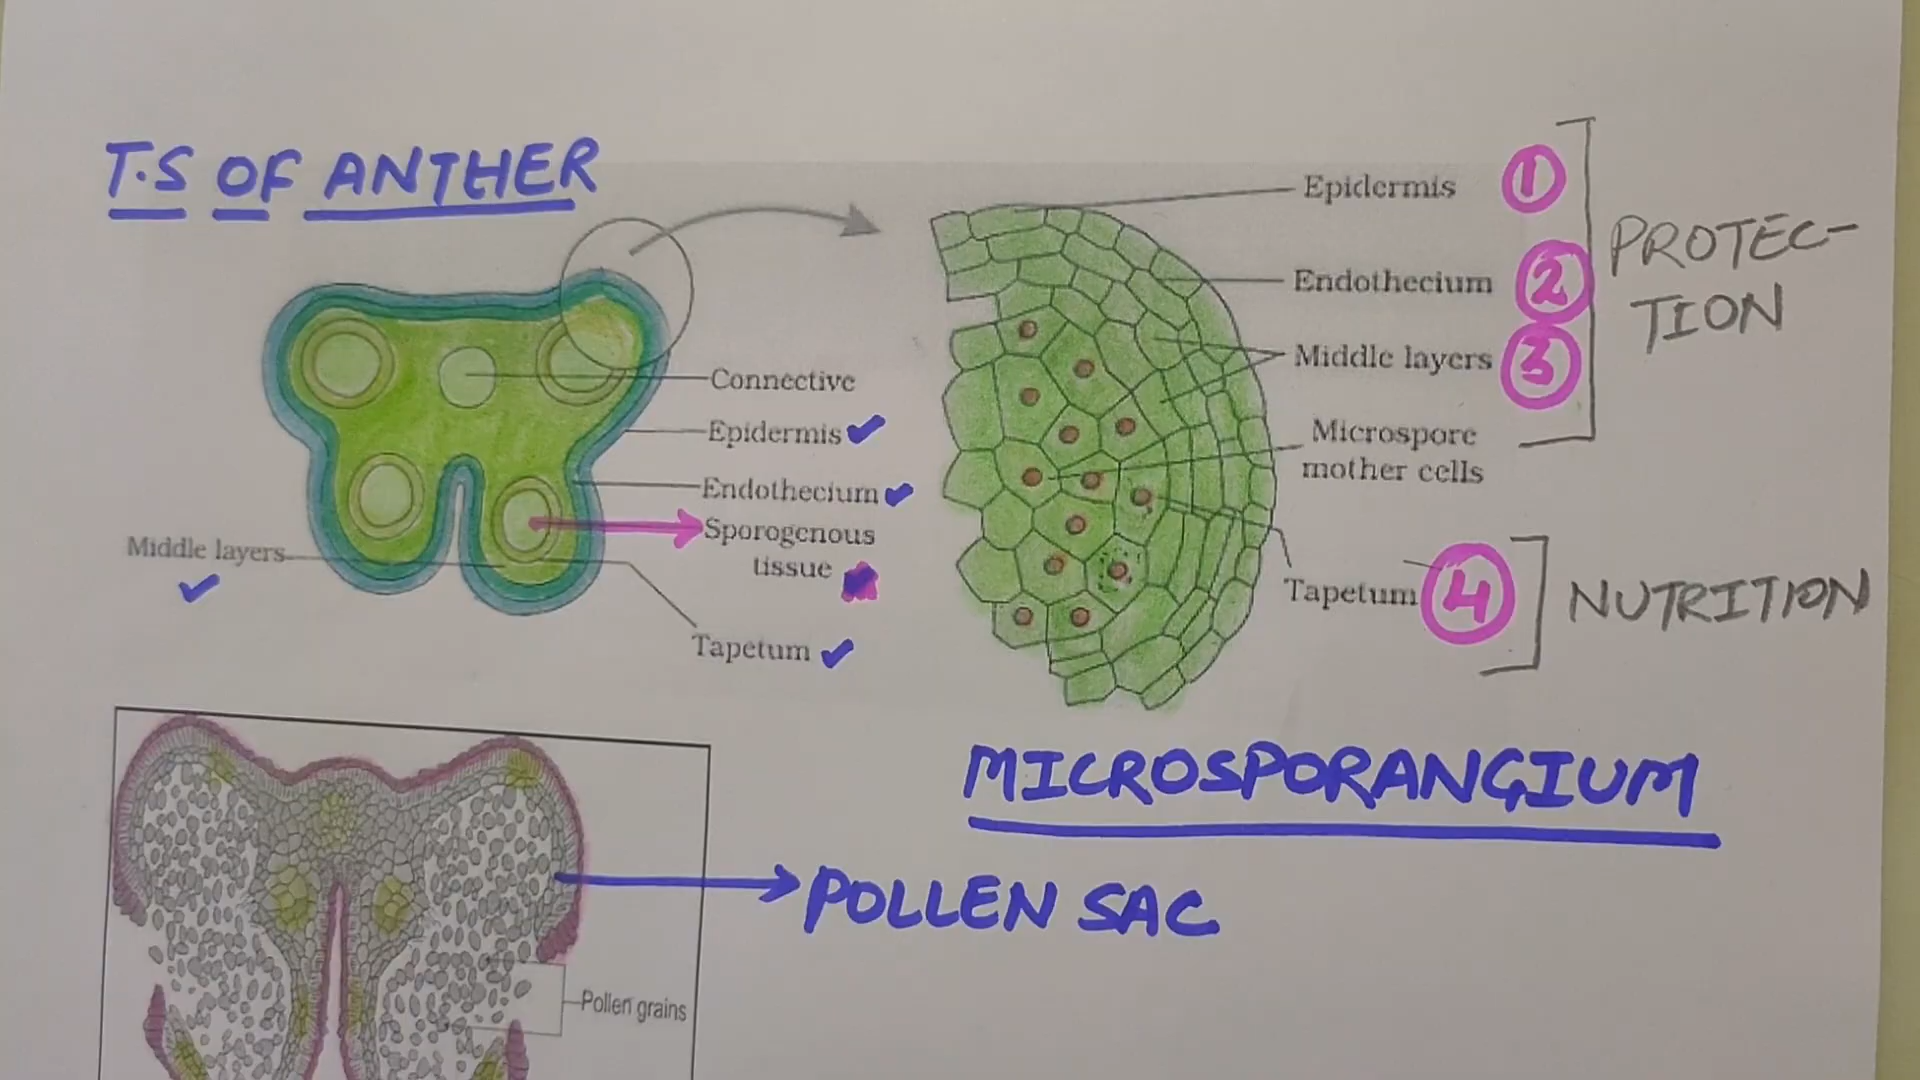 T.S OF ANTHER
Connective
Epidermis
Endothecium
Sporogenous
tissue
Middle layers
Tapetum
Epidermis 1
Endothecium 2
Middle layers 3
PROTEC-
TION
Microspore
mother cells
Tapetum 4
NUTRITION
MICROSPORANGIUM
POLLEN SAC
Pollen grains